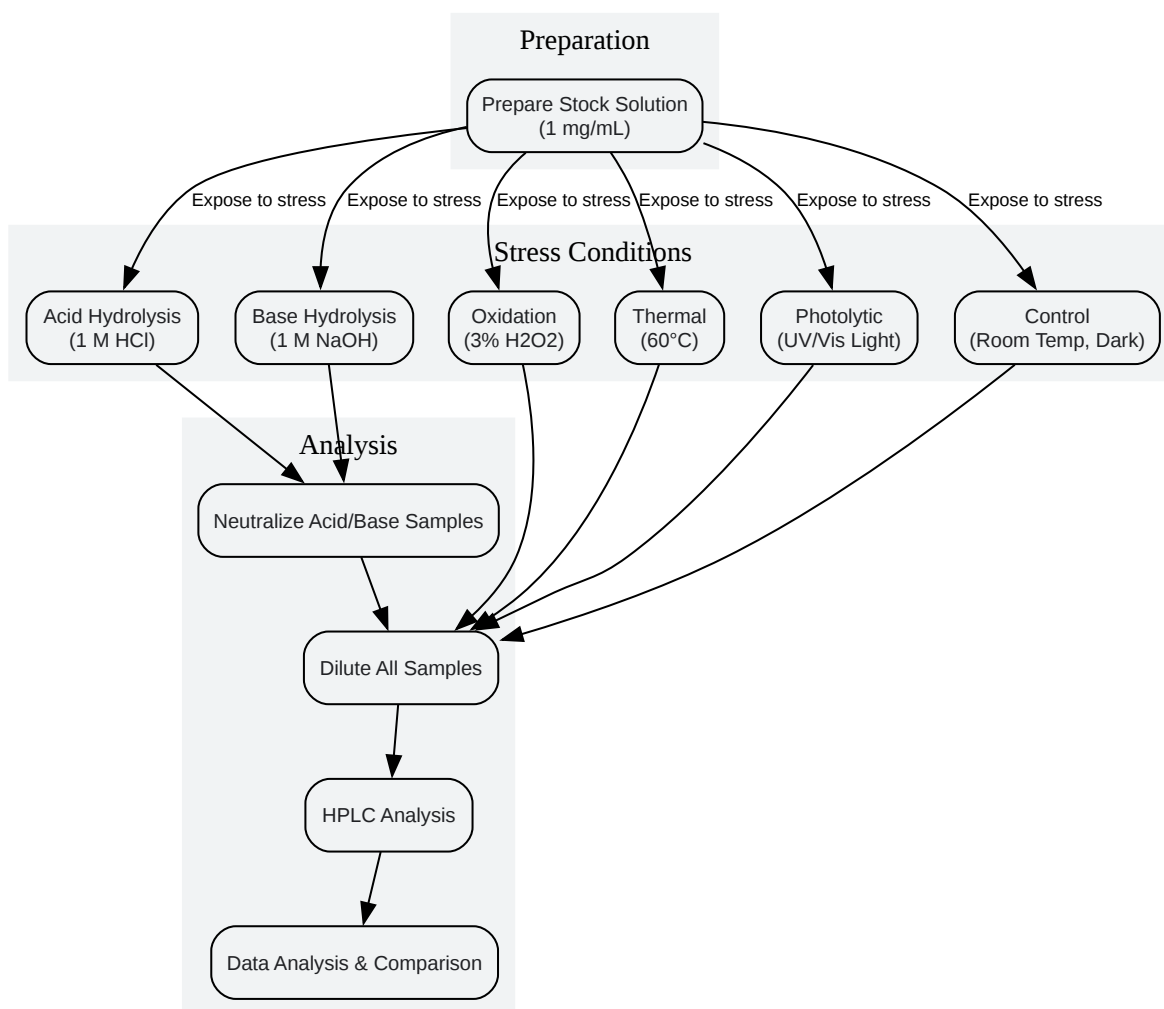 Preparation
Prepare Stock Solution
(1 mg/mL)
Expose to stress
Expose to stress
Expose to stress
Expose to stress
Expose to stress
Expose to stress
Stress Conditions
Acid Hydrolysis
(1 M HCl)
Base Hydrolysis
(1 M NaOH)
Oxidation
(3% H2O2)
Thermal
(60°C)
Photolytic
(UV/Vis Light)
Control
(Room Temp, Dark)
Analysis
Neutralize Acid/Base Samples
Dilute All Samples
HPLC Analysis
Data Analysis & Comparison